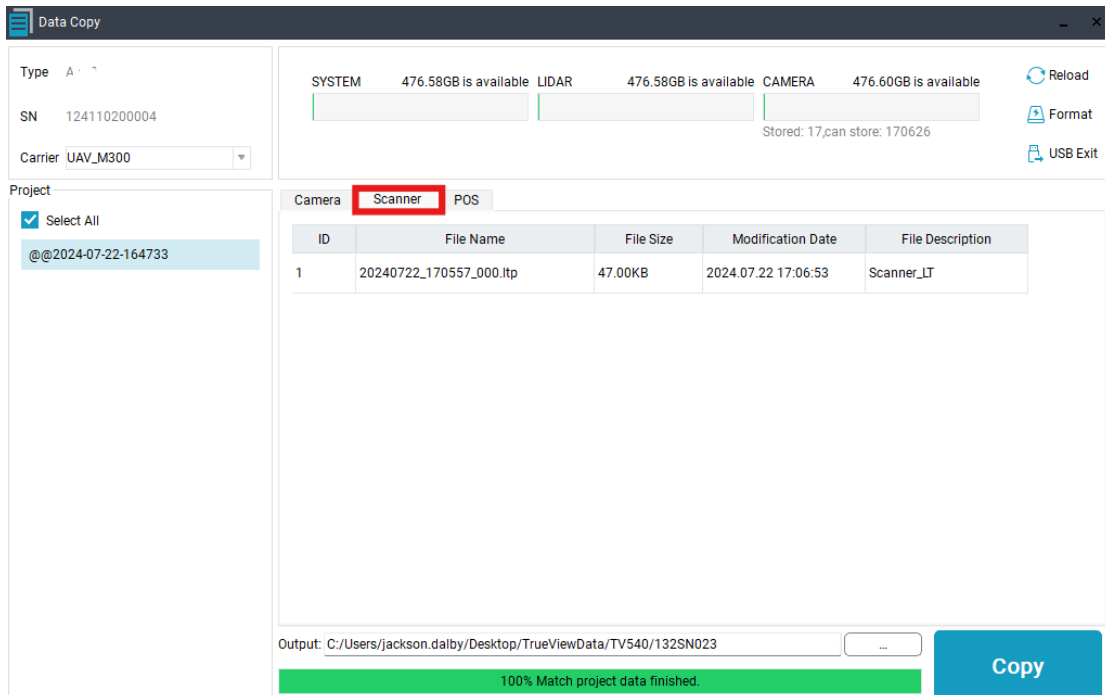 Data Copy
Type
SN 124110200004
Carrier UAV_M300
SYSTEM 476.58GB is available LIDAR 476.58GB is available CAMERA 476.60GB is available
Stored: 17,can store: 170626
Reload
Format
USB Exit
Project
Select All
@@2024-07-22-164733
Camera Scanner POS
ID File Name File Size Modification Date File Description
1 20240722_170557_000.ltp 47.00KB 2024.07.22 17:06:53 Scanner_LT
Output: C:/Users/jackson.dalby/Desktop/TrueViewData/TV540/132SN023 ...
100% Match project data finished.
Copy